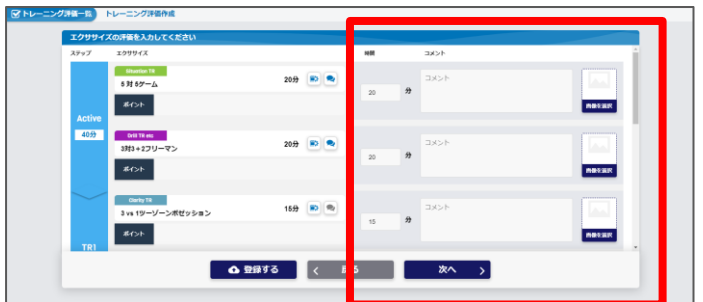 トレーニング評価一覧 トレーニング評価作成
エクササイズの評価を入力してください
ステップ エクササイズ 時間 コメント
Situation TR
5 対 5ゲーム 20分
20 分 コメント
ポイント
画像を選択
Active
40分
Drill TR etc
3対3+2フリーマン 20分
20 分 コメント
ポイント
画像を選択
Clarity TR
3 vs 1ツーゾーンポゼッション 15分
15 分 コメント
ポイント
画像を選択
TR1
登録する 戻る 次へ